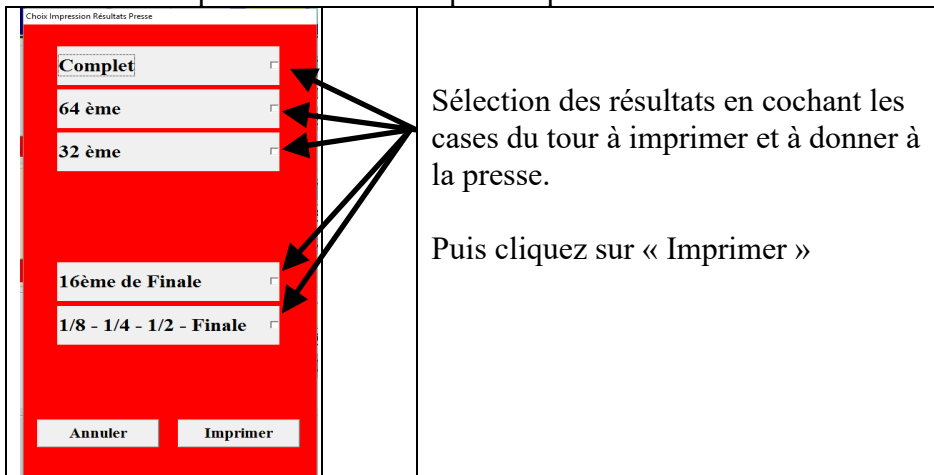 Choix Impression Résultats Presse
Complet
64 ème
32 ème
16ème de Finale
1/8 - 1/4 - 1/2 - Finale
Annuler
Imprimer
Sélection des résultats en cochant les
cases du tour à imprimer et à donner à
la presse.
Puis cliquez sur « Imprimer »